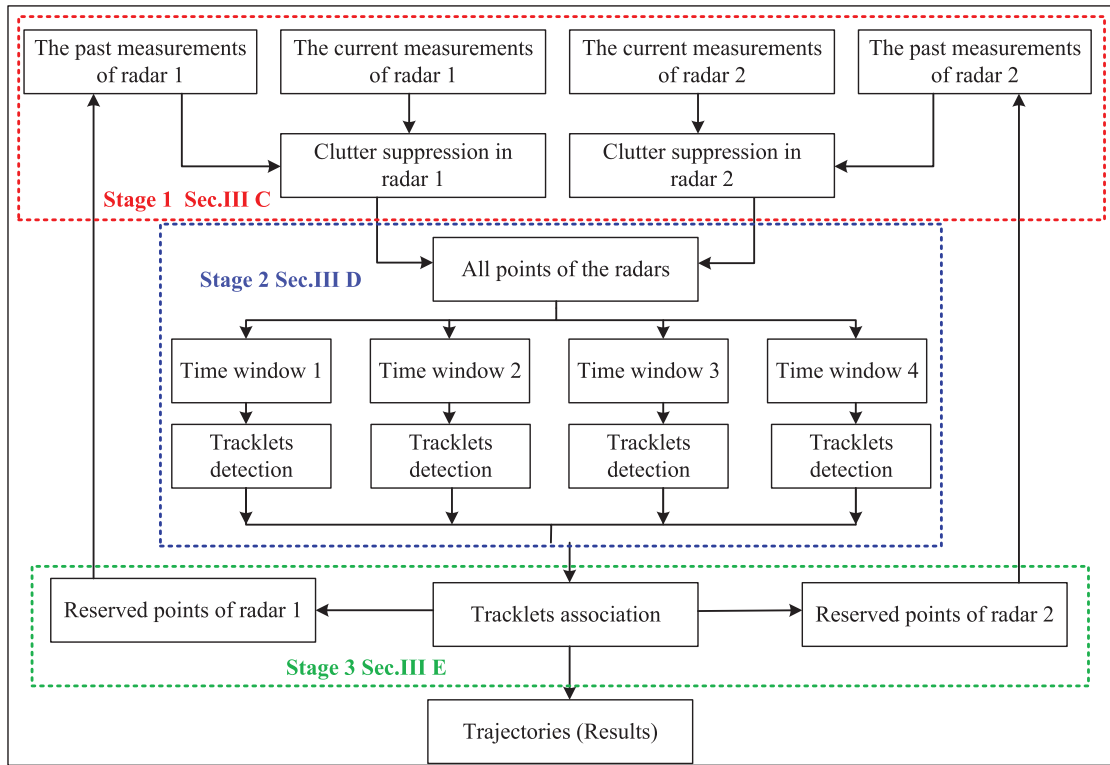 The past measurements
of radar 1
The current measurements
of radar 1
The current measurements
of radar 2
The past measurements
of radar 2
Clutter suppression in
radar 1
Clutter suppression in
radar 2
Stage 1 Sec.III C
All points of the radars
Stage 2 Sec.III D
Time window 1
Time window 2
Time window 3
Time window 4
Tracklets
detection
Tracklets
detection
Tracklets
detection
Tracklets
detection
Reserved points of radar 1
Tracklets association
Reserved points of radar 2
Stage 3 Sec.III E
Trajectories (Results)